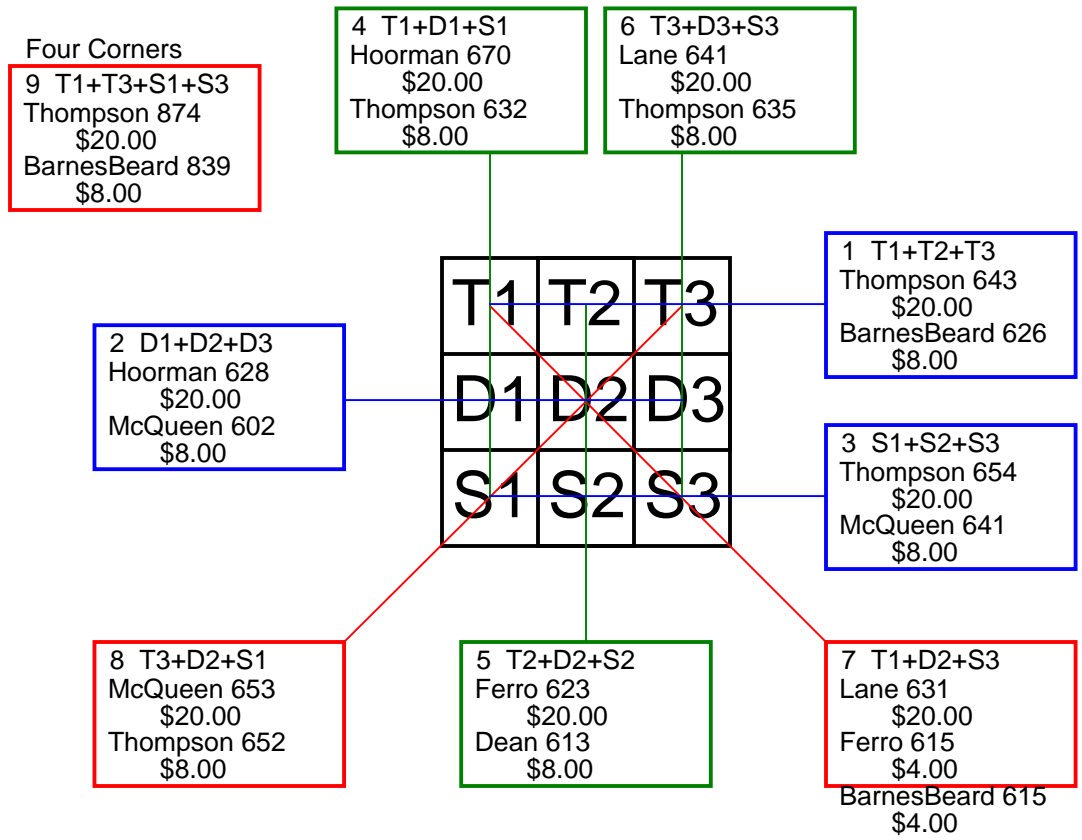 Four Corners
9 T1+T3+S1+S3
Thompson 874
$20.00
BarnesBeard 839
$8.00
4 T1+D1+S1
Hoorman 670
$20.00
Thompson 632
$8.00
6 T3+D3+S3
Lane 641
$20.00
Thompson 635
$8.00
1 T1+T2+T3
Thompson 643
$20.00
BarnesBeard 626
$8.00
2 D1+D2+D3
Hoorman 628
$20.00
McQueen 602
$8.00
T1 T2 T3
D1 D2 D3
S1 S2 S3
3 S1+S2+S3
Thompson 654
$20.00
McQueen 641
$8.00
8 T3+D2+S1
McQueen 653
$20.00
Thompson 652
$8.00
5 T2+D2+S2
Ferro 623
$20.00
Dean 613
$8.00
7 T1+D2+S3
Lane 631
$20.00
Ferro 615
$4.00
BarnesBeard 615
$4.00